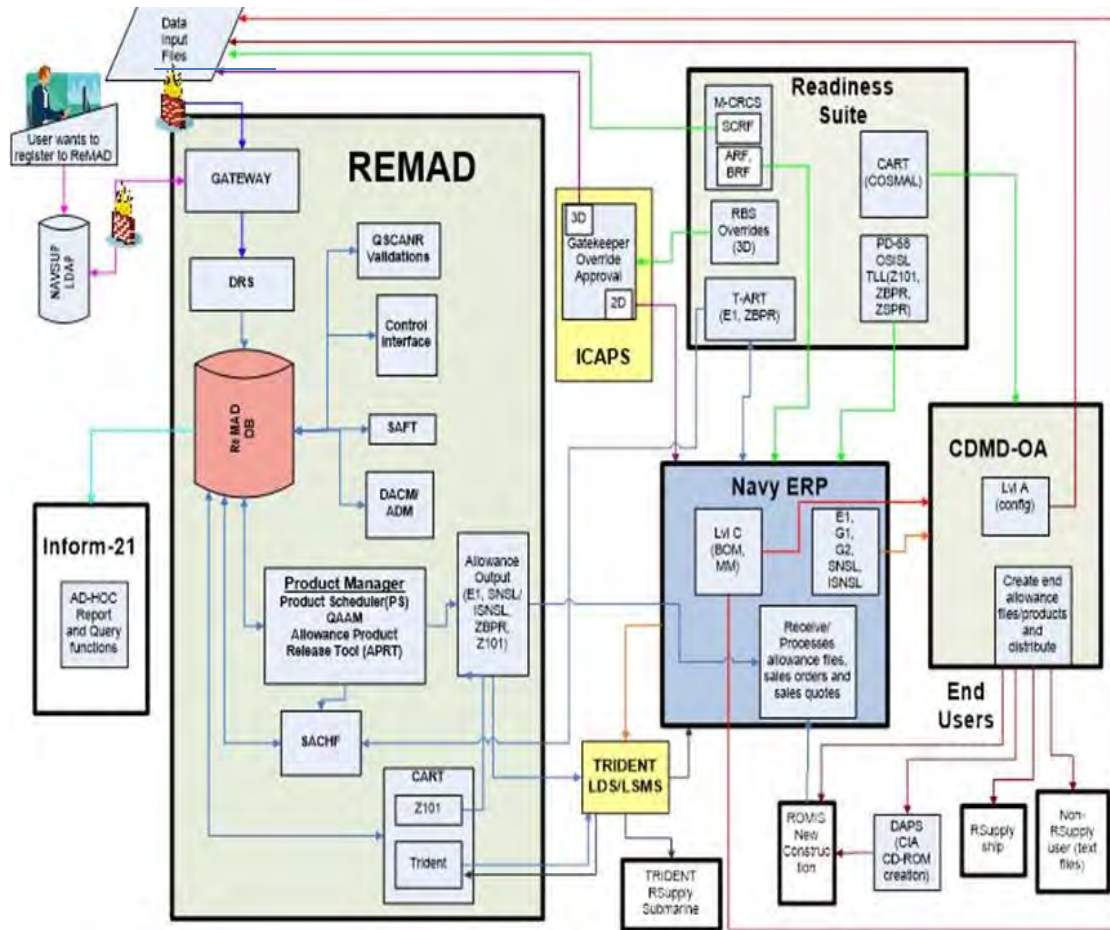 Data
Input
Files
User wants to
register to ReMAD
NAVSUP
LDAP
REMAD
GATEWAY
DRS
ReMAD
DB
QSCANR
Validations
Control
Interface
SAFT
DACM/
ADM
Product Manager
Product Scheduler(PS)
QAAM
Allowance Product
Release Tool (APRT)
Allowance
Output
(E1, SNSL/
ISNSL,
ZBPR,
Z101)
SACHF
CART
Z101
Trident
Inform-21
AD-HOC
Report
and Query
functions
3D
Gatekeeper
Override
Approval
2D
ICAPS
Readiness
Suite
M-CRCS
SCRF
ARF,
BRF
RBS
Overrides
(3D)
T-ART
(E1, ZBPR)
CART
(COSMAL)
PD-68
OSISL
TLL(Z101,
ZBPR,
ZSPR)
Navy ERP
Lvl C
(BOM,
MM)
E1,
G1,
G2,
SNSL,
ISNSL
Receive/
Processes
allowance files,
sales orders and
sales quotes
CDMD-OA
Lvl A
(config)
Create end
allowance
files/products
and
distribute
End
Users
TRIDENT
LDS/LSMS
TRIDENT
RSupply
Submarine
ROMIS
New
Construc
tion
DAPS
(CIA
CD-ROM
creation)
RSupply
ship
Non-
RSupply
user (text
files)